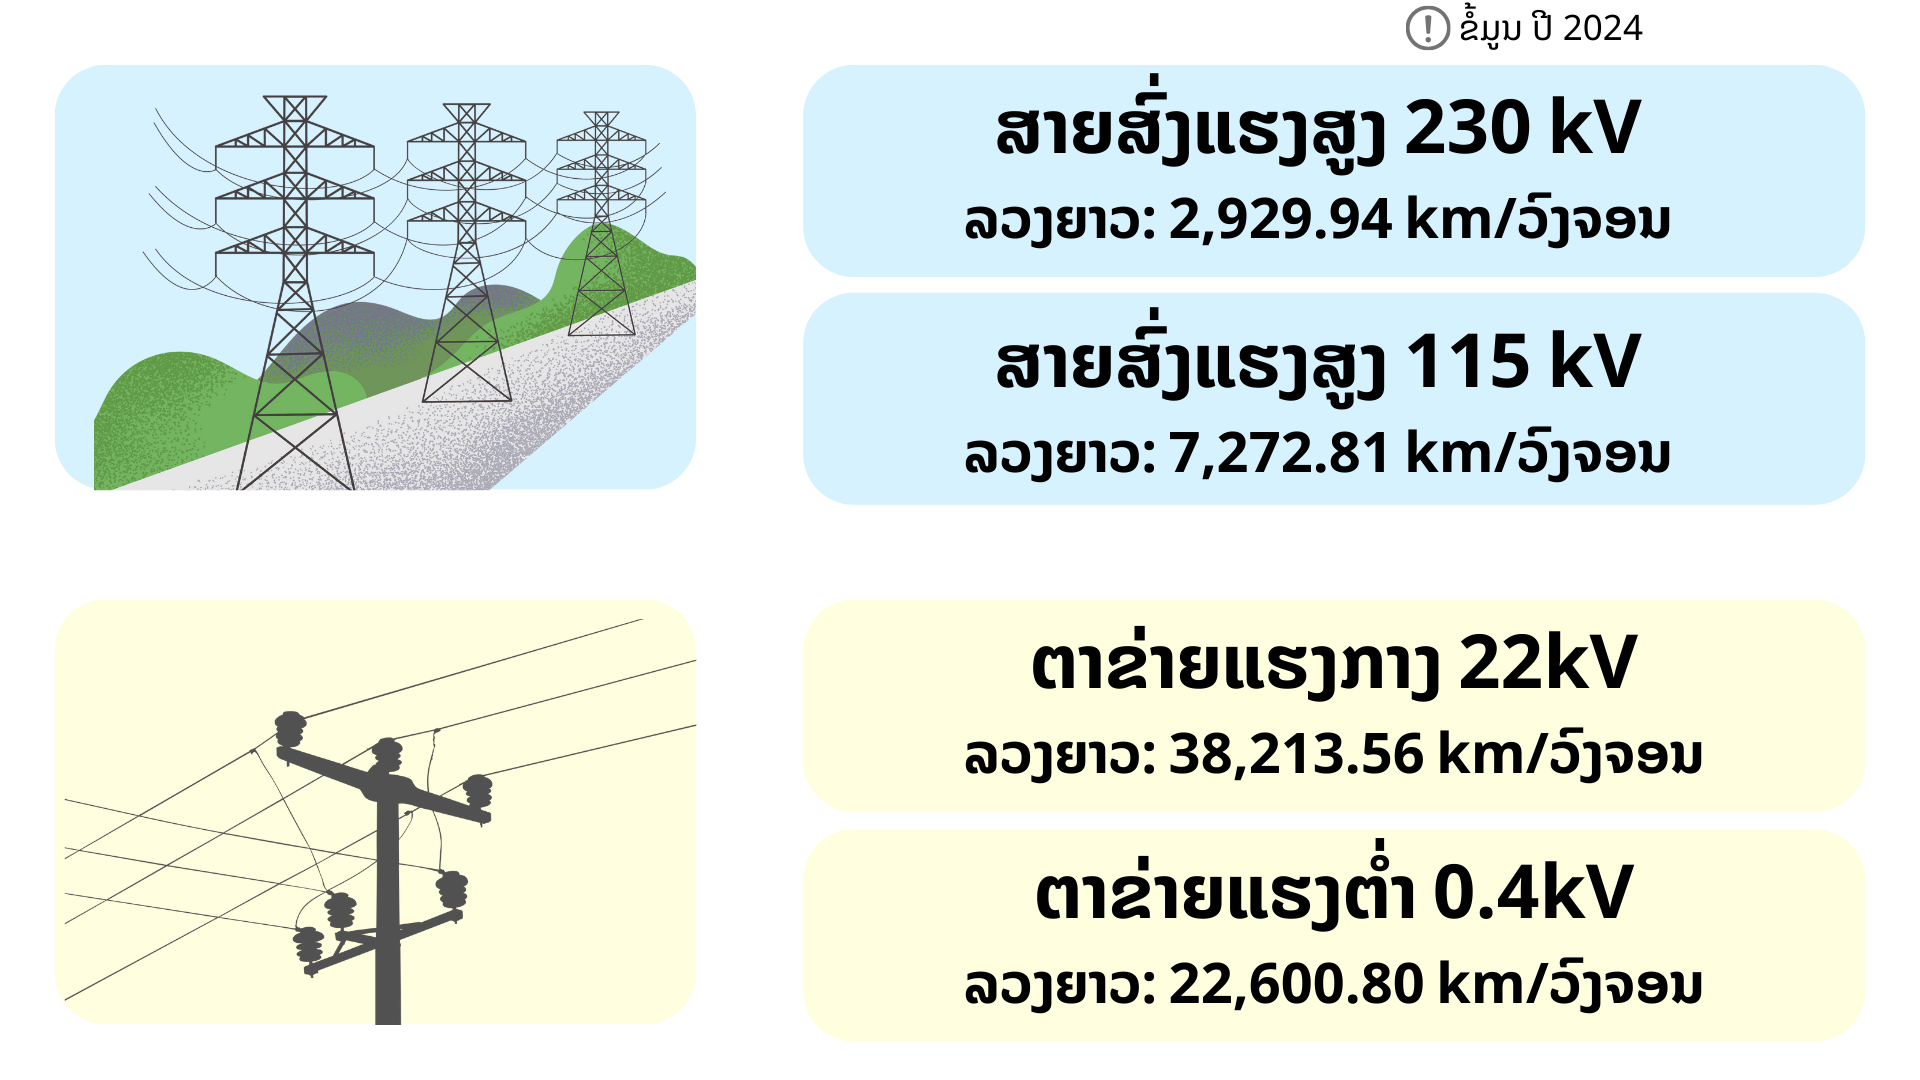 ຂໍ້ມູນ ປີ 2024
ສາຍສົ່ງແຮງສູງ 230 kV
ລວງຍາວ: 2,929.94 km/ວົງຈອນ
ສາຍສົ່ງແຮງສູງ 115 kV
ລວງຍາວ: 7,272.81 km/ວົງຈອນ
ຕາຂ່າຍແຮງກາງ 22kV
ລວງຍາວ: 38,213.56 km/ວົງຈອນ
ຕາຂ່າຍແຮງຕ່ຳ 0.4kV
ລວງຍາວ: 22,600.80 km/ວົງຈອນ